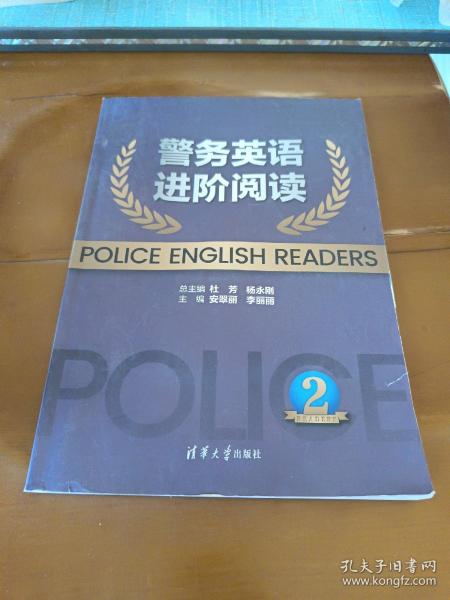 警务英语
进阶阅读
POLICE ENGLISH READERS
总主编 杜 芳 杨永刚
主 编 安翠丽 李丽丽
POLICE
2
清华大学出版社
孔夫子旧书网
www.kongfz.com